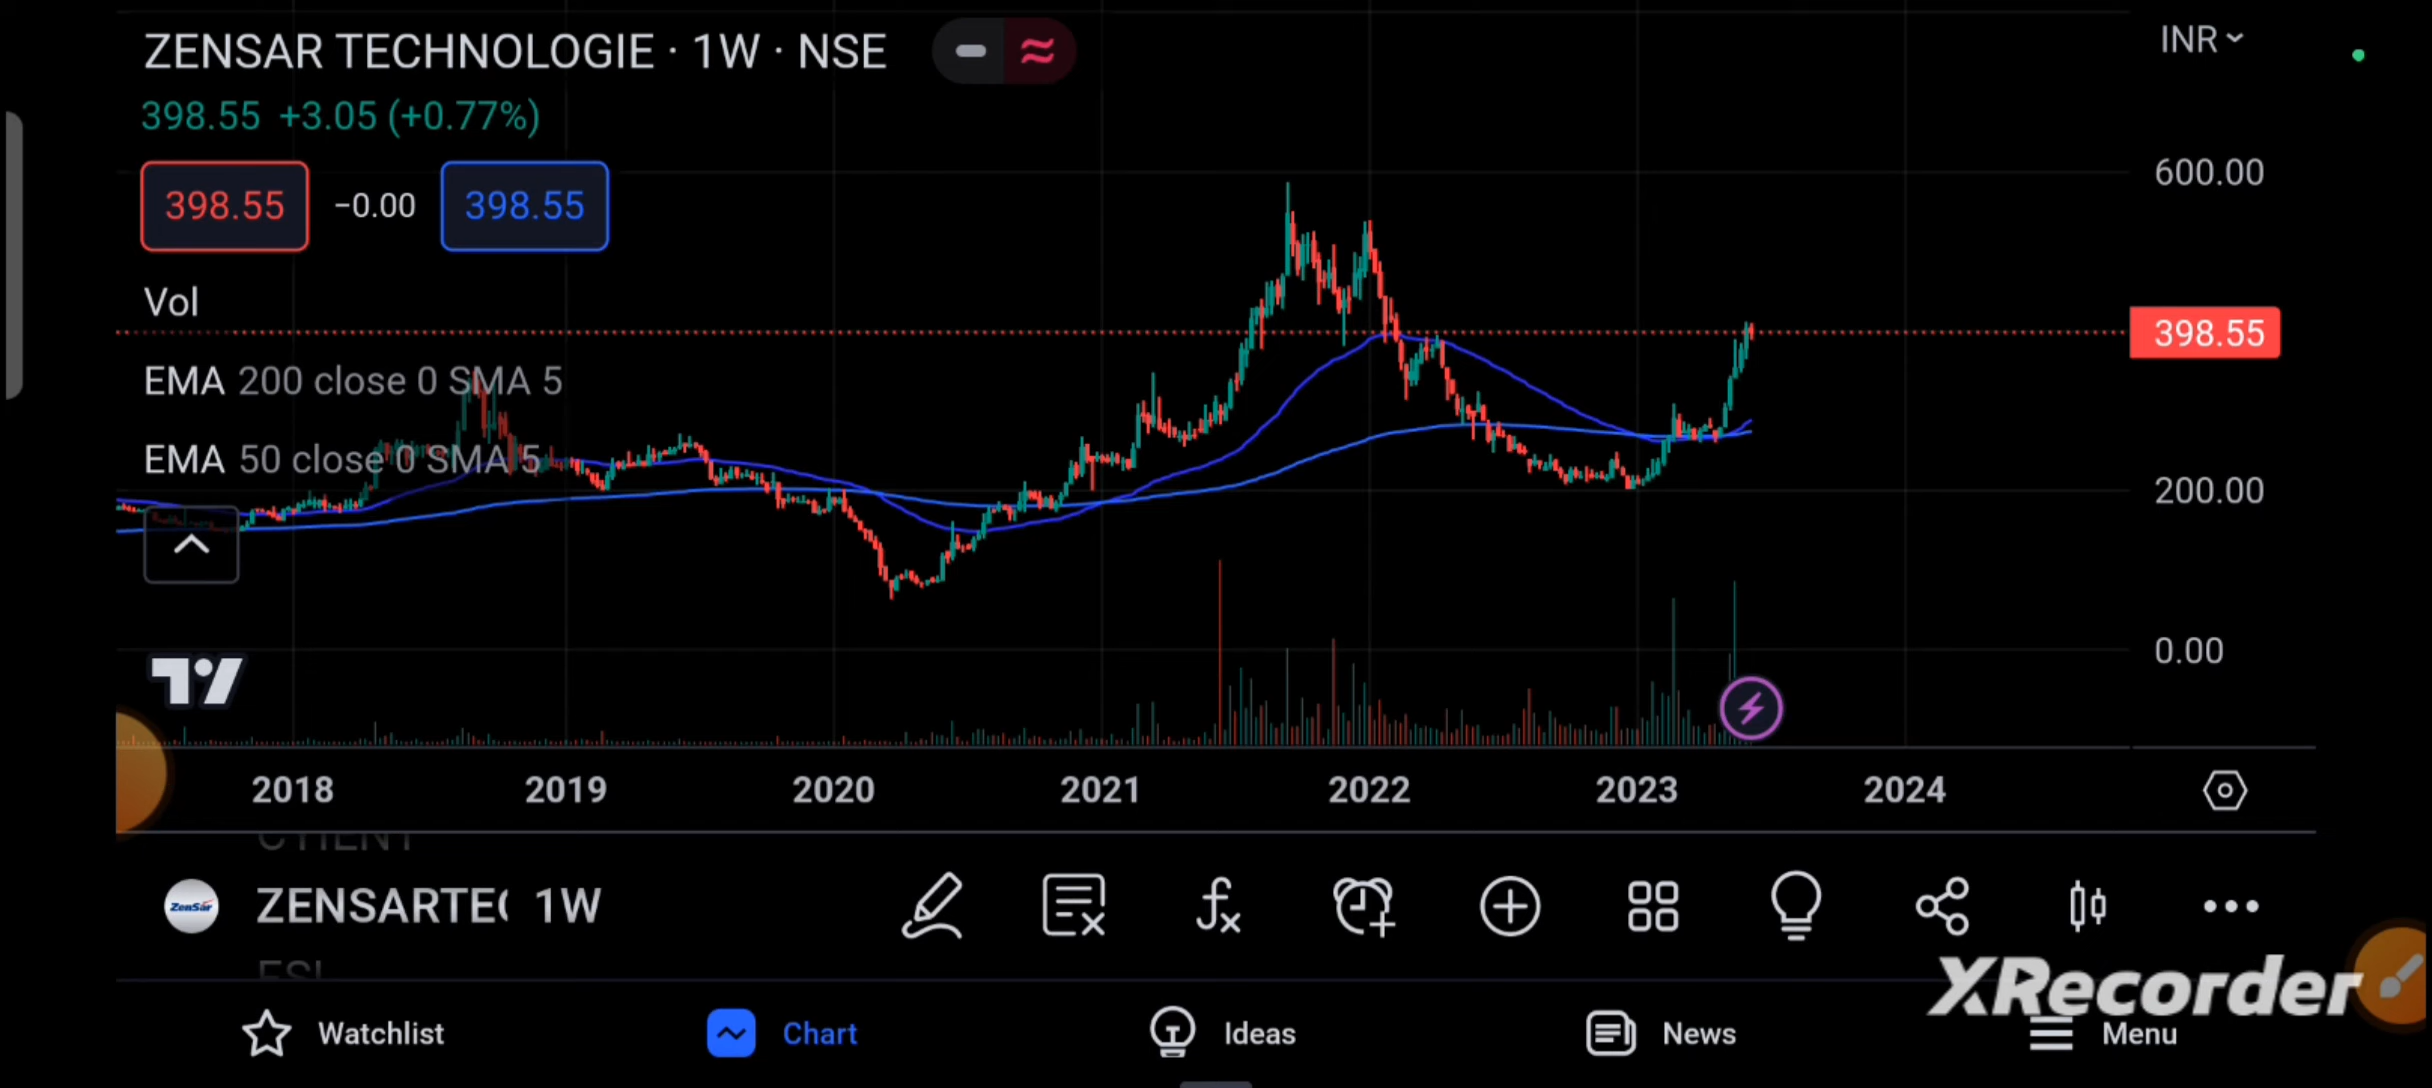 ZENSAR TECHNOLOGIE · 1W · NSE
INR
398.55 +3.05 (+0.77%)
398.55 −0.00 398.55
600.00
Vol
398.55
EMA 200 close 0 SMA 5
EMA 50 close 0 SMA 5
200.00
0.00
2018 2019 2020 2021 2022 2023 2024
CYIENT
ZenSar ZENSARTE 1W
XRecorder
Watchlist Chart Ideas News Menu